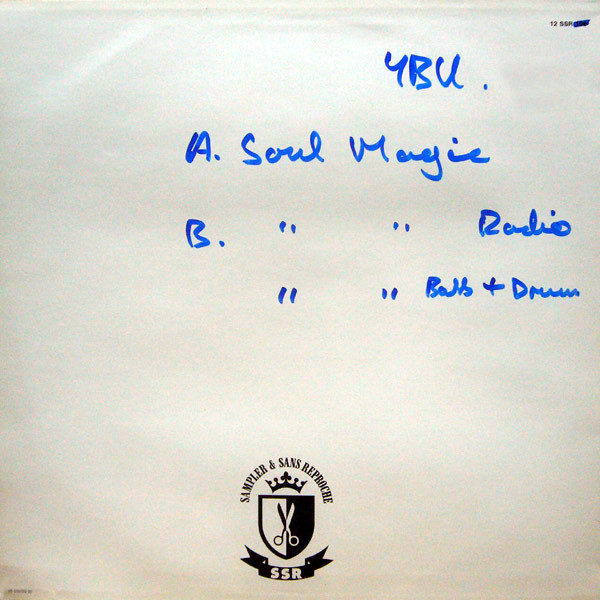 12 SSR
YBU.
A. Soul Magic
B. " " Radio
" " Bass + Drum
SAMPLER & SANS REPROCHE
SSR